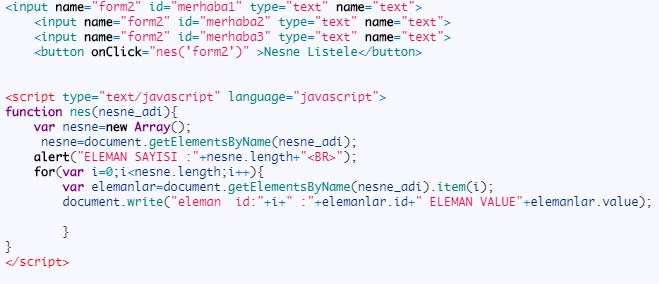 <input name="form2" id="merhaba1" type="text" name="text">
<input name="form2" id="merhaba2" type="text" name="text">
<input name="form2" id="merhaba3" type="text" name="text">
<button onClick="nes('form2')" >Nesne Listele</button>
<script type="text/javascript" language="javascript">
function nes(nesne_adi){
var nesne=new Array();
nesne=document.getElementsByName(nesne_adi);
alert("ELEMAN SAYISI :"+nesne.length+"<BR>");
for(var i=0;i<nesne.length;i++){
var elemanlar=document.getElementsByName(nesne_adi).item(i);
document.write("eleman  id:"+i+" :"+elemanlar.id+" ELEMAN VALUE"+elemanlar.value);
}
}
</script>